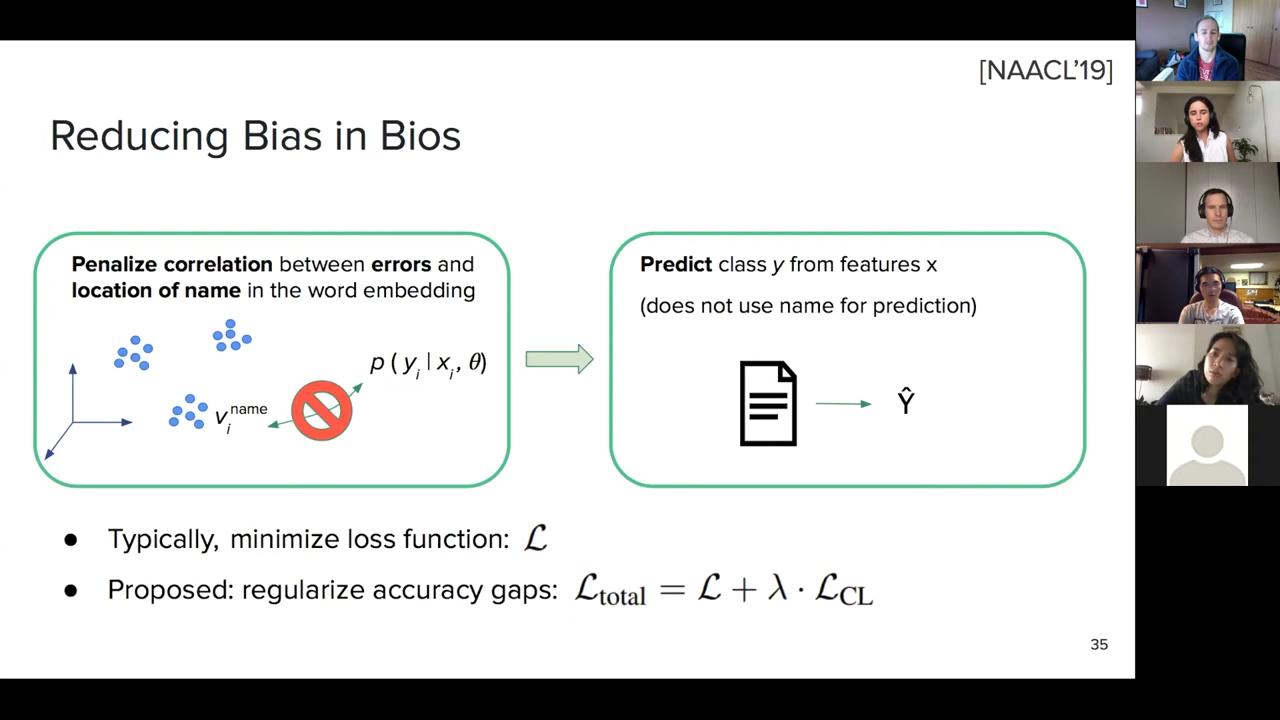 [NAACL'19]
Reducing Bias in Bios
Penalize correlation between errors and
location of name in the word embedding
p ( y_i | x_i, θ)
v_i^name
Predict class y from features x
(does not use name for prediction)
Ŷ
● Typically, minimize loss function: ℒ
● Proposed: regularize accuracy gaps: ℒ_total = ℒ + λ · ℒ_CL
35